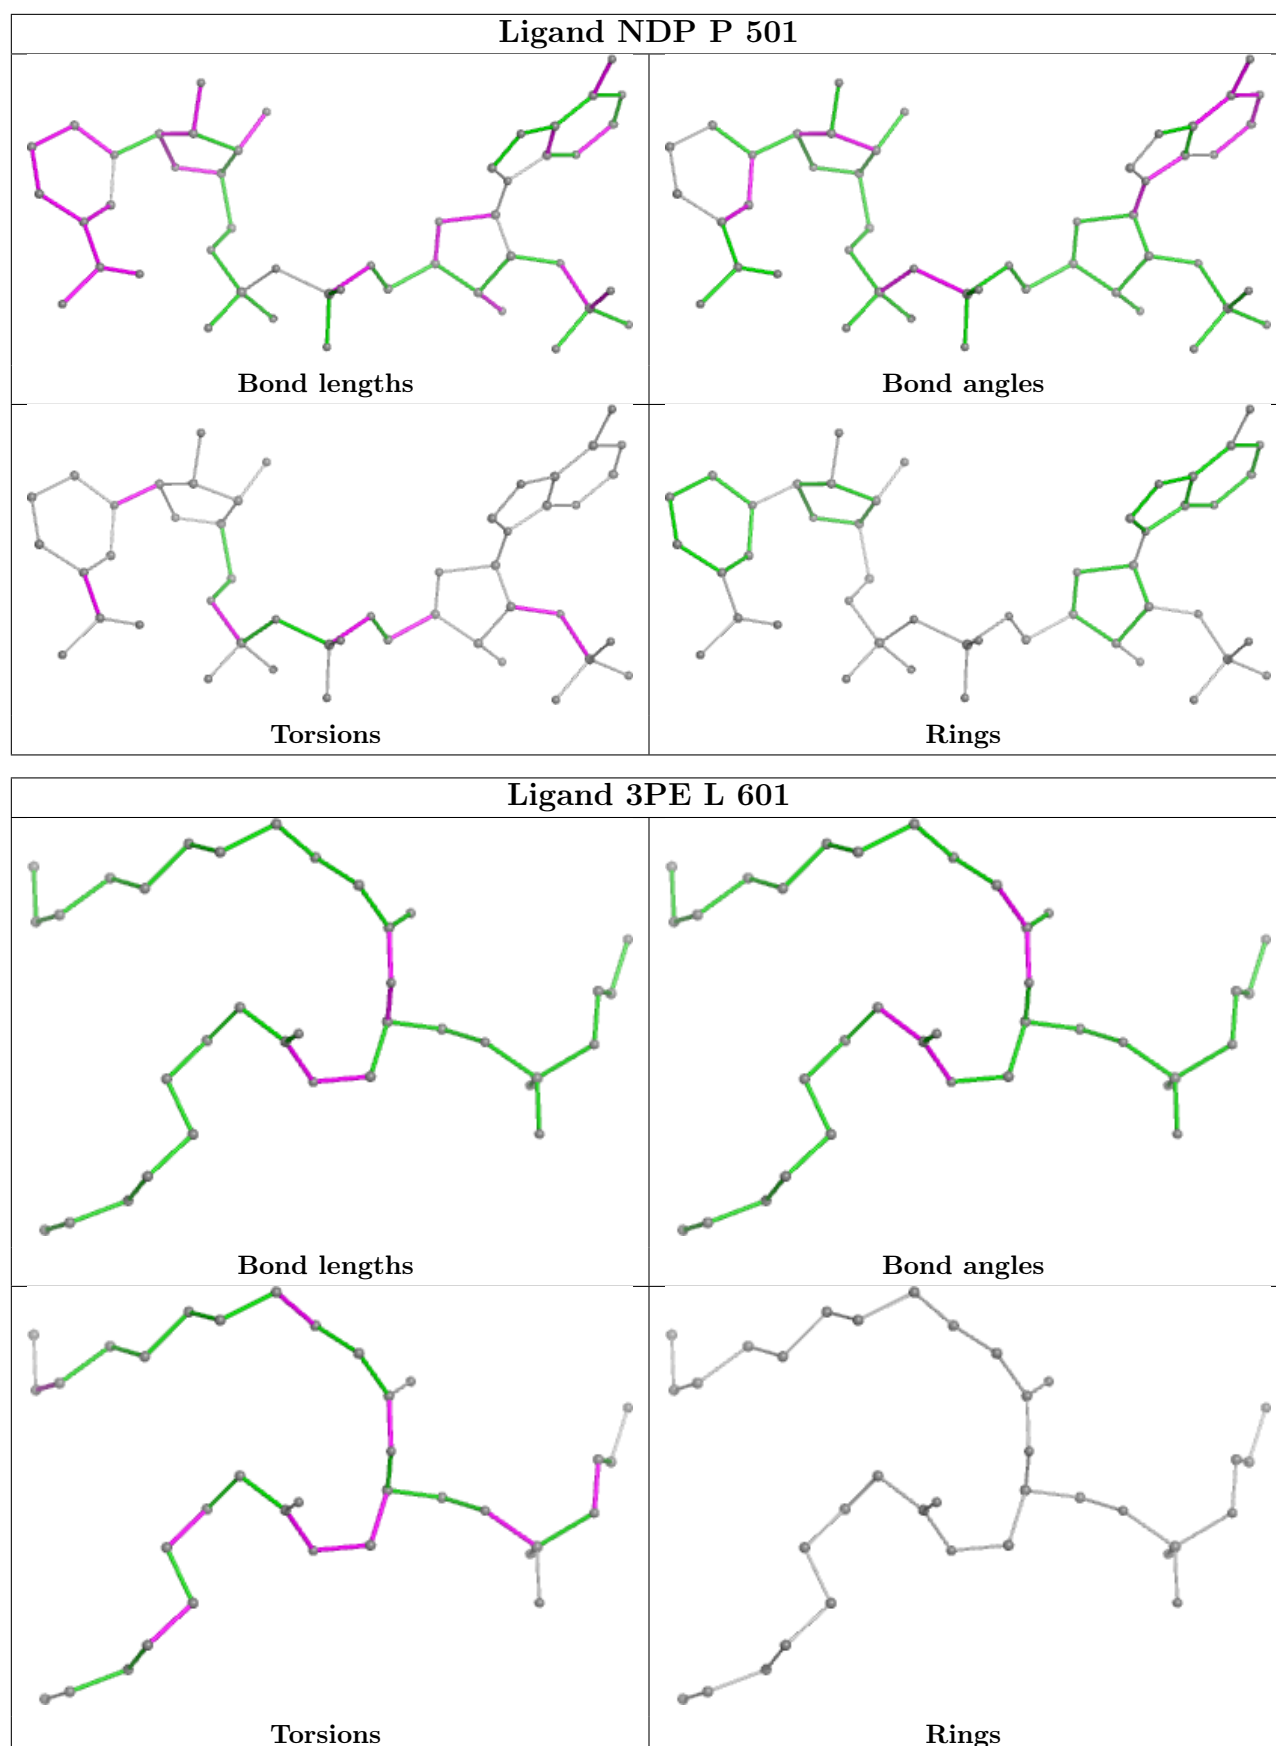 Ligand NDP P 501
Bond lengths
Bond angles
Torsions
Rings
Ligand 3PE L 601
Bond lengths
Bond angles
Torsions
Rings